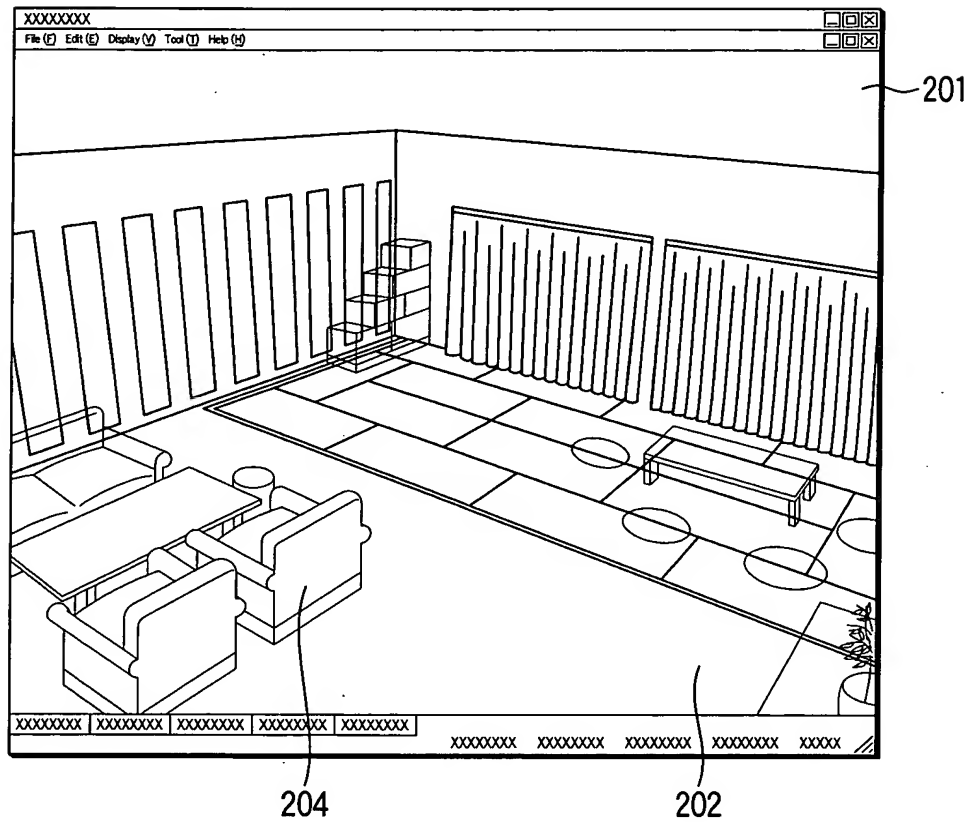 XXXXXXXX
File (F) Edit (E) Display (V) Tool (T) Help (H)
201
XXXXXXXX XXXXXXXX XXXXXXXX XXXXXXXX XXXXXXXX
XXXXXXXX XXXXXXXX XXXXXXXX XXXXXXXX XXXXX
204 202